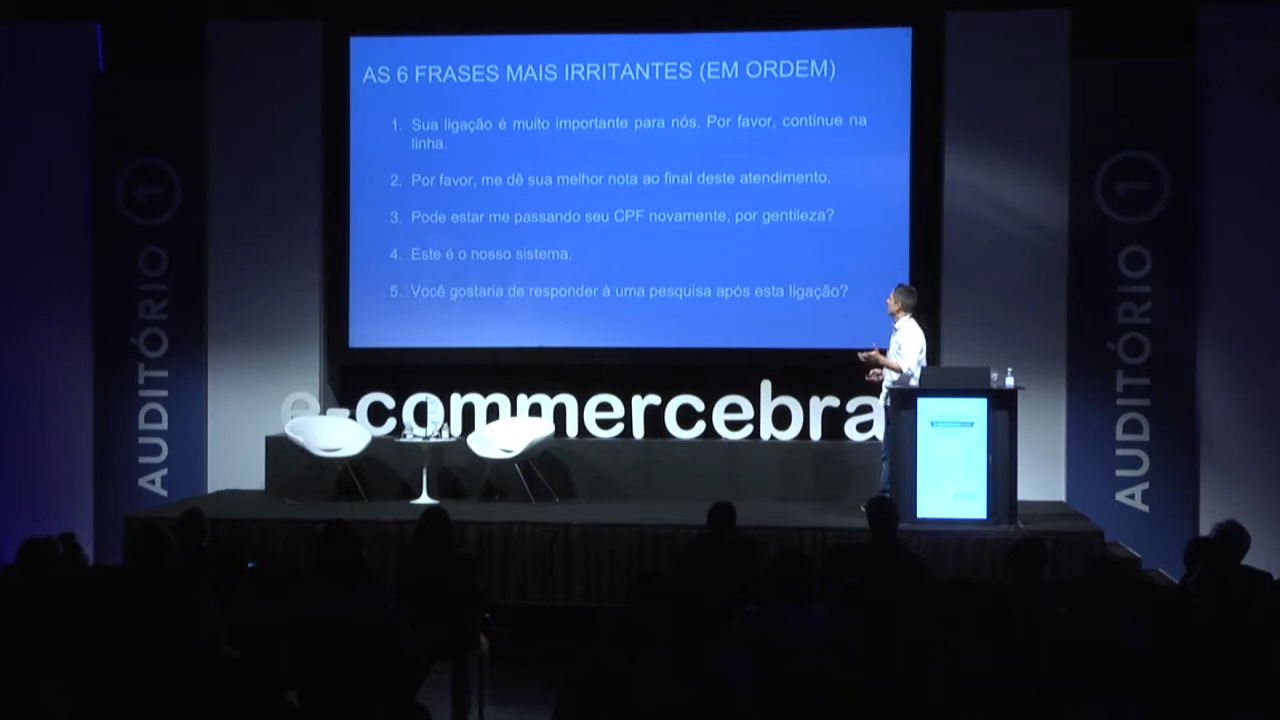 AS 6 FRASES MAIS IRRITANTES (EM ORDEM)
1. Sua ligação é muito importante para nós. Por favor, continue na
linha.
2. Por favor, me dê sua melhor nota ao final deste atendimento.
3. Pode estar me passando seu CPF novamente, por gentileza?
4. Este é o nosso sistema.
5. Você gostaria de responder à uma pesquisa após esta ligação?
AUDITÓRIO 1
AUDITÓRIO 1
e-commercebra